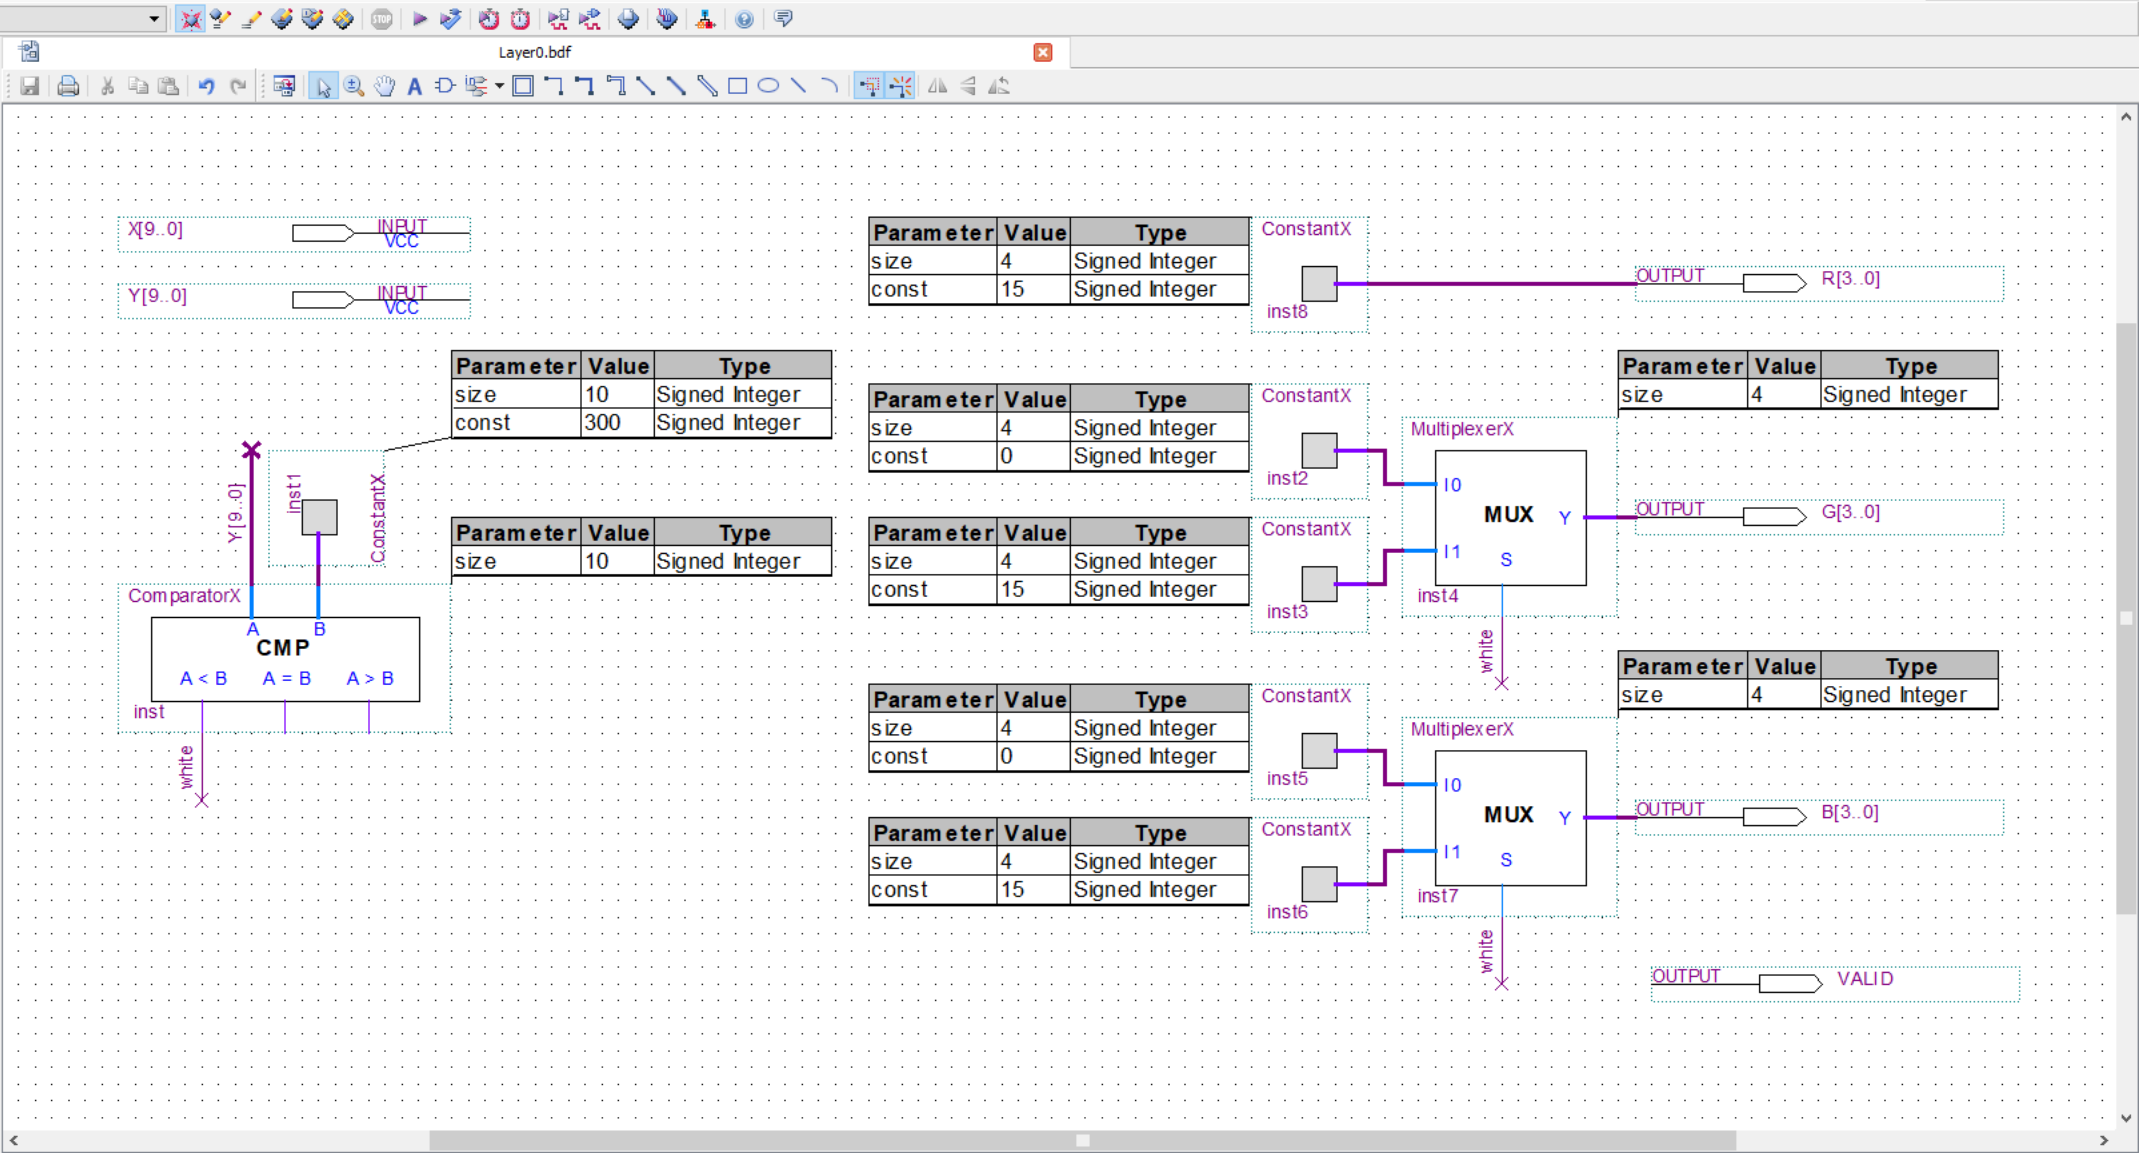 STOP
Layer0.bdf
X[9..0]
INPUT
VCC
Y[9..0]
INPUT
VCC
Parameter Value Type
size 10 Signed Integer
const 300 Signed Integer
Y[9..0]
inst1
ConstantX
Parameter Value Type
size 10 Signed Integer
ComparatorX
A B
CMP
A < B A = B A > B
inst
white
Parameter Value Type
size 4 Signed Integer
const 15 Signed Integer
ConstantX
inst8
OUTPUT
R[3..0]
Parameter Value Type
size 4 Signed Integer
const 0 Signed Integer
ConstantX
inst2
Parameter Value Type
size 4 Signed Integer
const 15 Signed Integer
ConstantX
inst3
Parameter Value Type
size 4 Signed Integer
MultiplexerX
I0
MUX Y
I1
S
inst4
white
OUTPUT
G[3..0]
Parameter Value Type
size 4 Signed Integer
const 0 Signed Integer
ConstantX
inst5
Parameter Value Type
size 4 Signed Integer
const 15 Signed Integer
ConstantX
inst6
Parameter Value Type
size 4 Signed Integer
MultiplexerX
I0
MUX Y
I1
S
inst7
white
OUTPUT
B[3..0]
OUTPUT
VALID